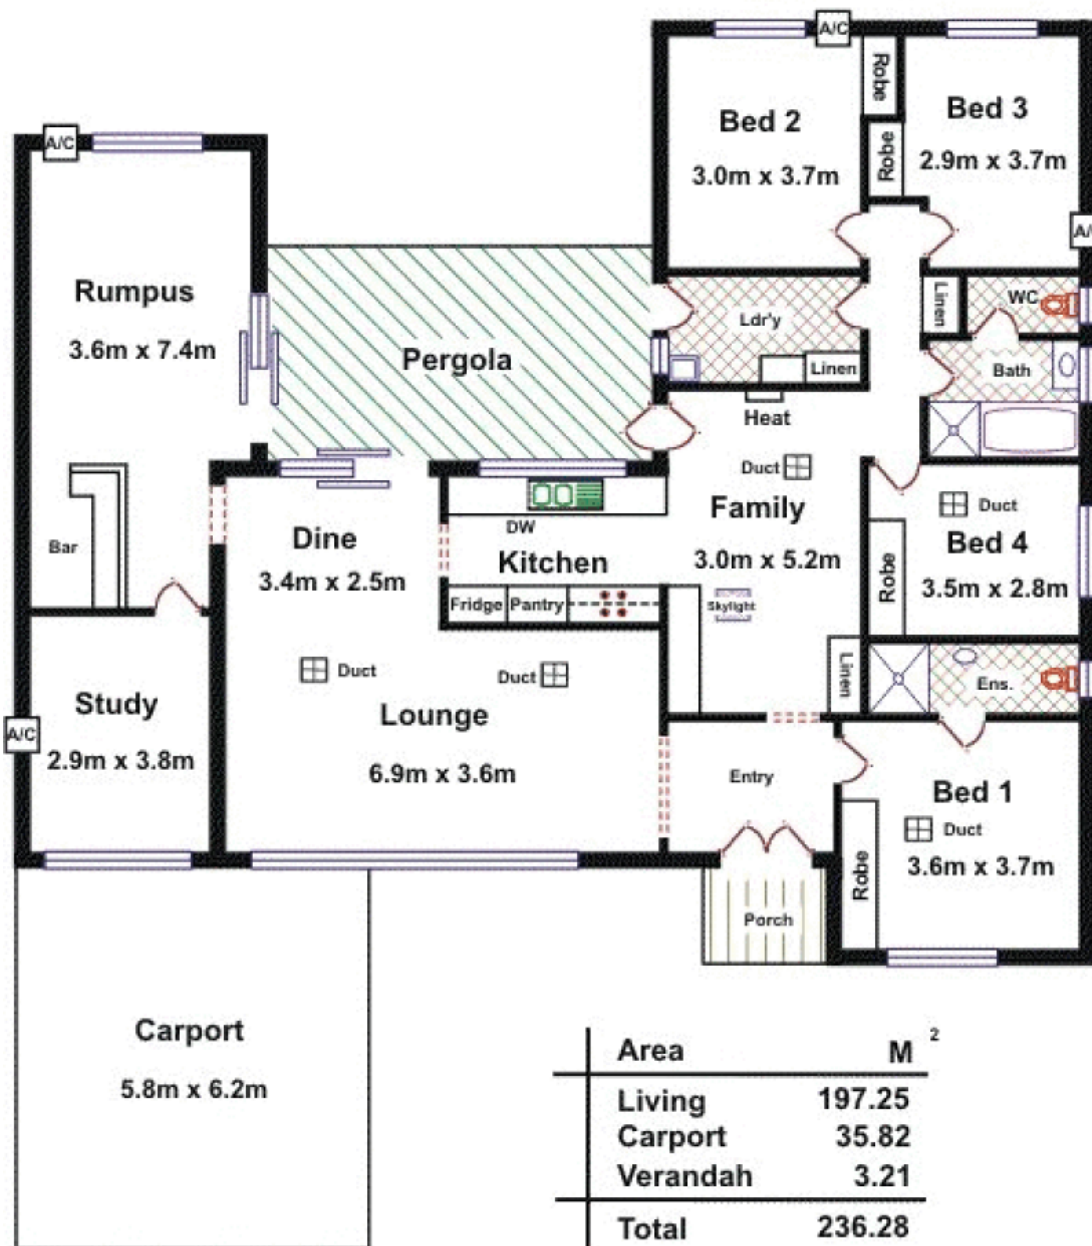 A/C
Robe
Bed 2
3.0m x 3.7m
Bed 3
2.9m x 3.7m
Robe
A/C
Rumpus
3.6m x 7.4m
Pergola
Ldr'y
Linen
Linen
WC
Bath
A/
Heat
Duct
Family
3.0m x 5.2m
Skylight
Duct
Bed 4
3.5m x 2.8m
Robe
Bar
Dine
3.4m x 2.5m
DW
Kitchen
Fridge
Pantry
Linen
Ens.
Duct
Duct
Lounge
6.9m x 3.6m
Study
2.9m x 3.8m
A/C
Entry
Bed 1
Duct
3.6m x 3.7m
Robe
Porch
Carport
5.8m x 6.2m
Area M 2
Living 197.25
Carport 35.82
Verandah 3.21
Total 236.28